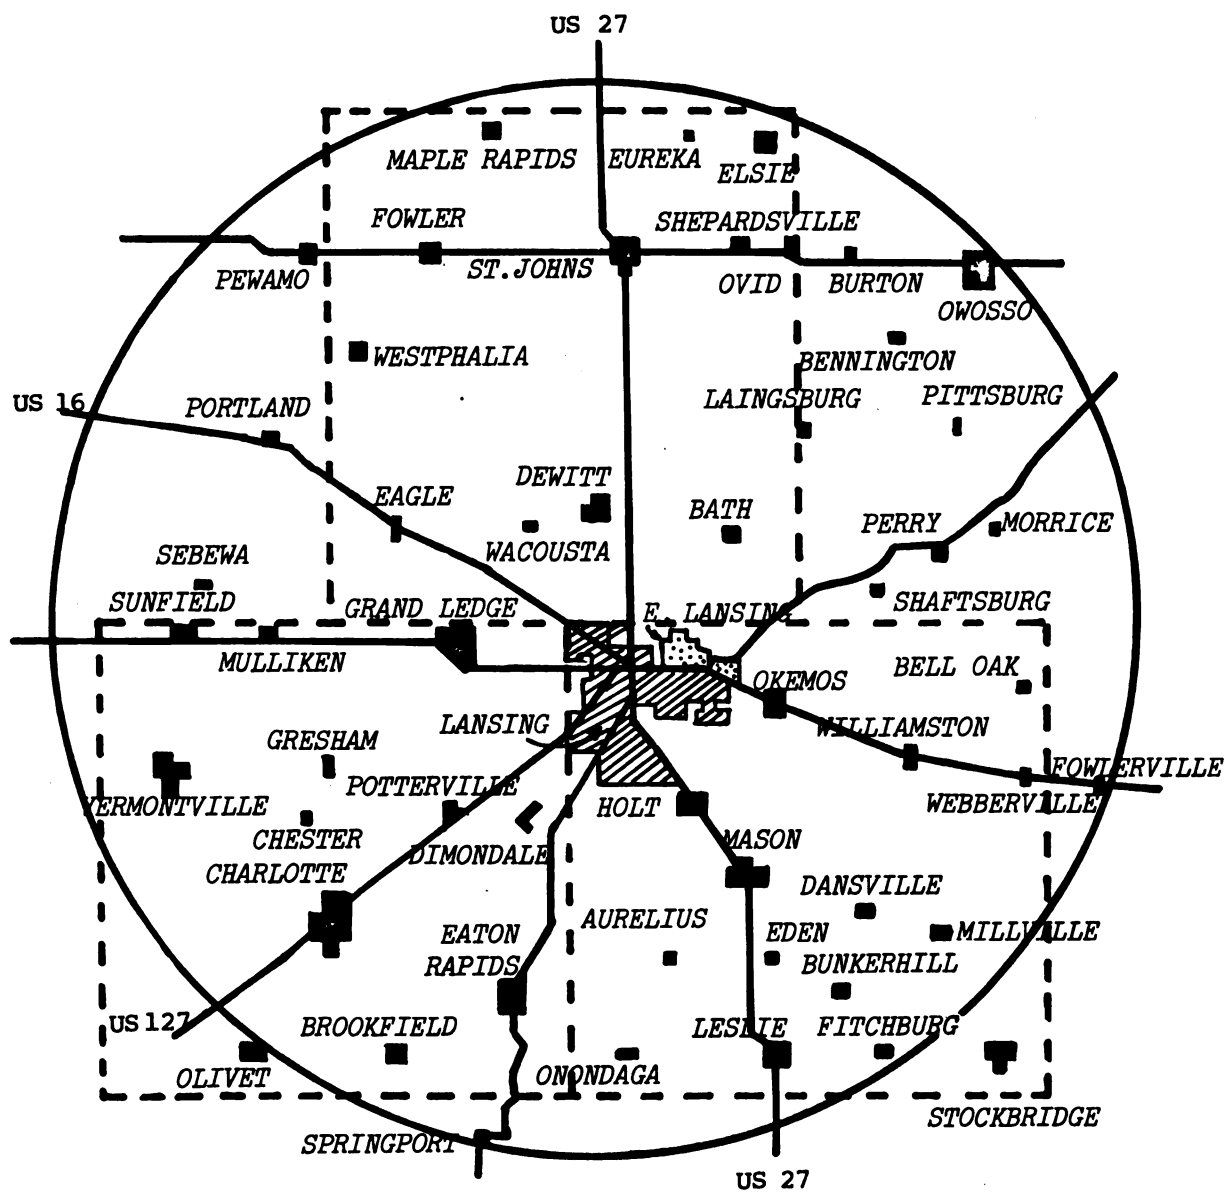 US 27
MAPLE RAPIDS
EUREKA
ELSIE
FOWLER
SHEPARDSVILLE
PEWAMO
ST.JOHNS
OVID
BURTON
OWOSSO
WESTPHALIA
BENNINGTON
US 16
PORTLAND
LAINGSBURG
PITTSBURG
EAGLE
DEWITT
BATH
PERRY
MORRICE
WACOUSTA
SEBEWA
SUNFIELD
GRAND LEDGE
E. LANSING
SHAFTSBURG
MULLIKEN
BELL OAK
OKEMOS
LANSING
WILLIAMSTON
GRESHAM
FOWLERVILLE
POTTERVILLE
VERMONTVILLE
HOLT
WEBBERVILLE
CHESTER
MASON
DIMONDALE
CHARLOTTE
DANSVILLE
AURELIUS
EATON
RAPIDS
EDEN
MILLVILLE
BUNKERHILL
US 127
BROOKFIELD
LESLIE
FITCHBURG
OLIVET
ONONDAGA
STOCKBRIDGE
SPRINGPORT
US 27